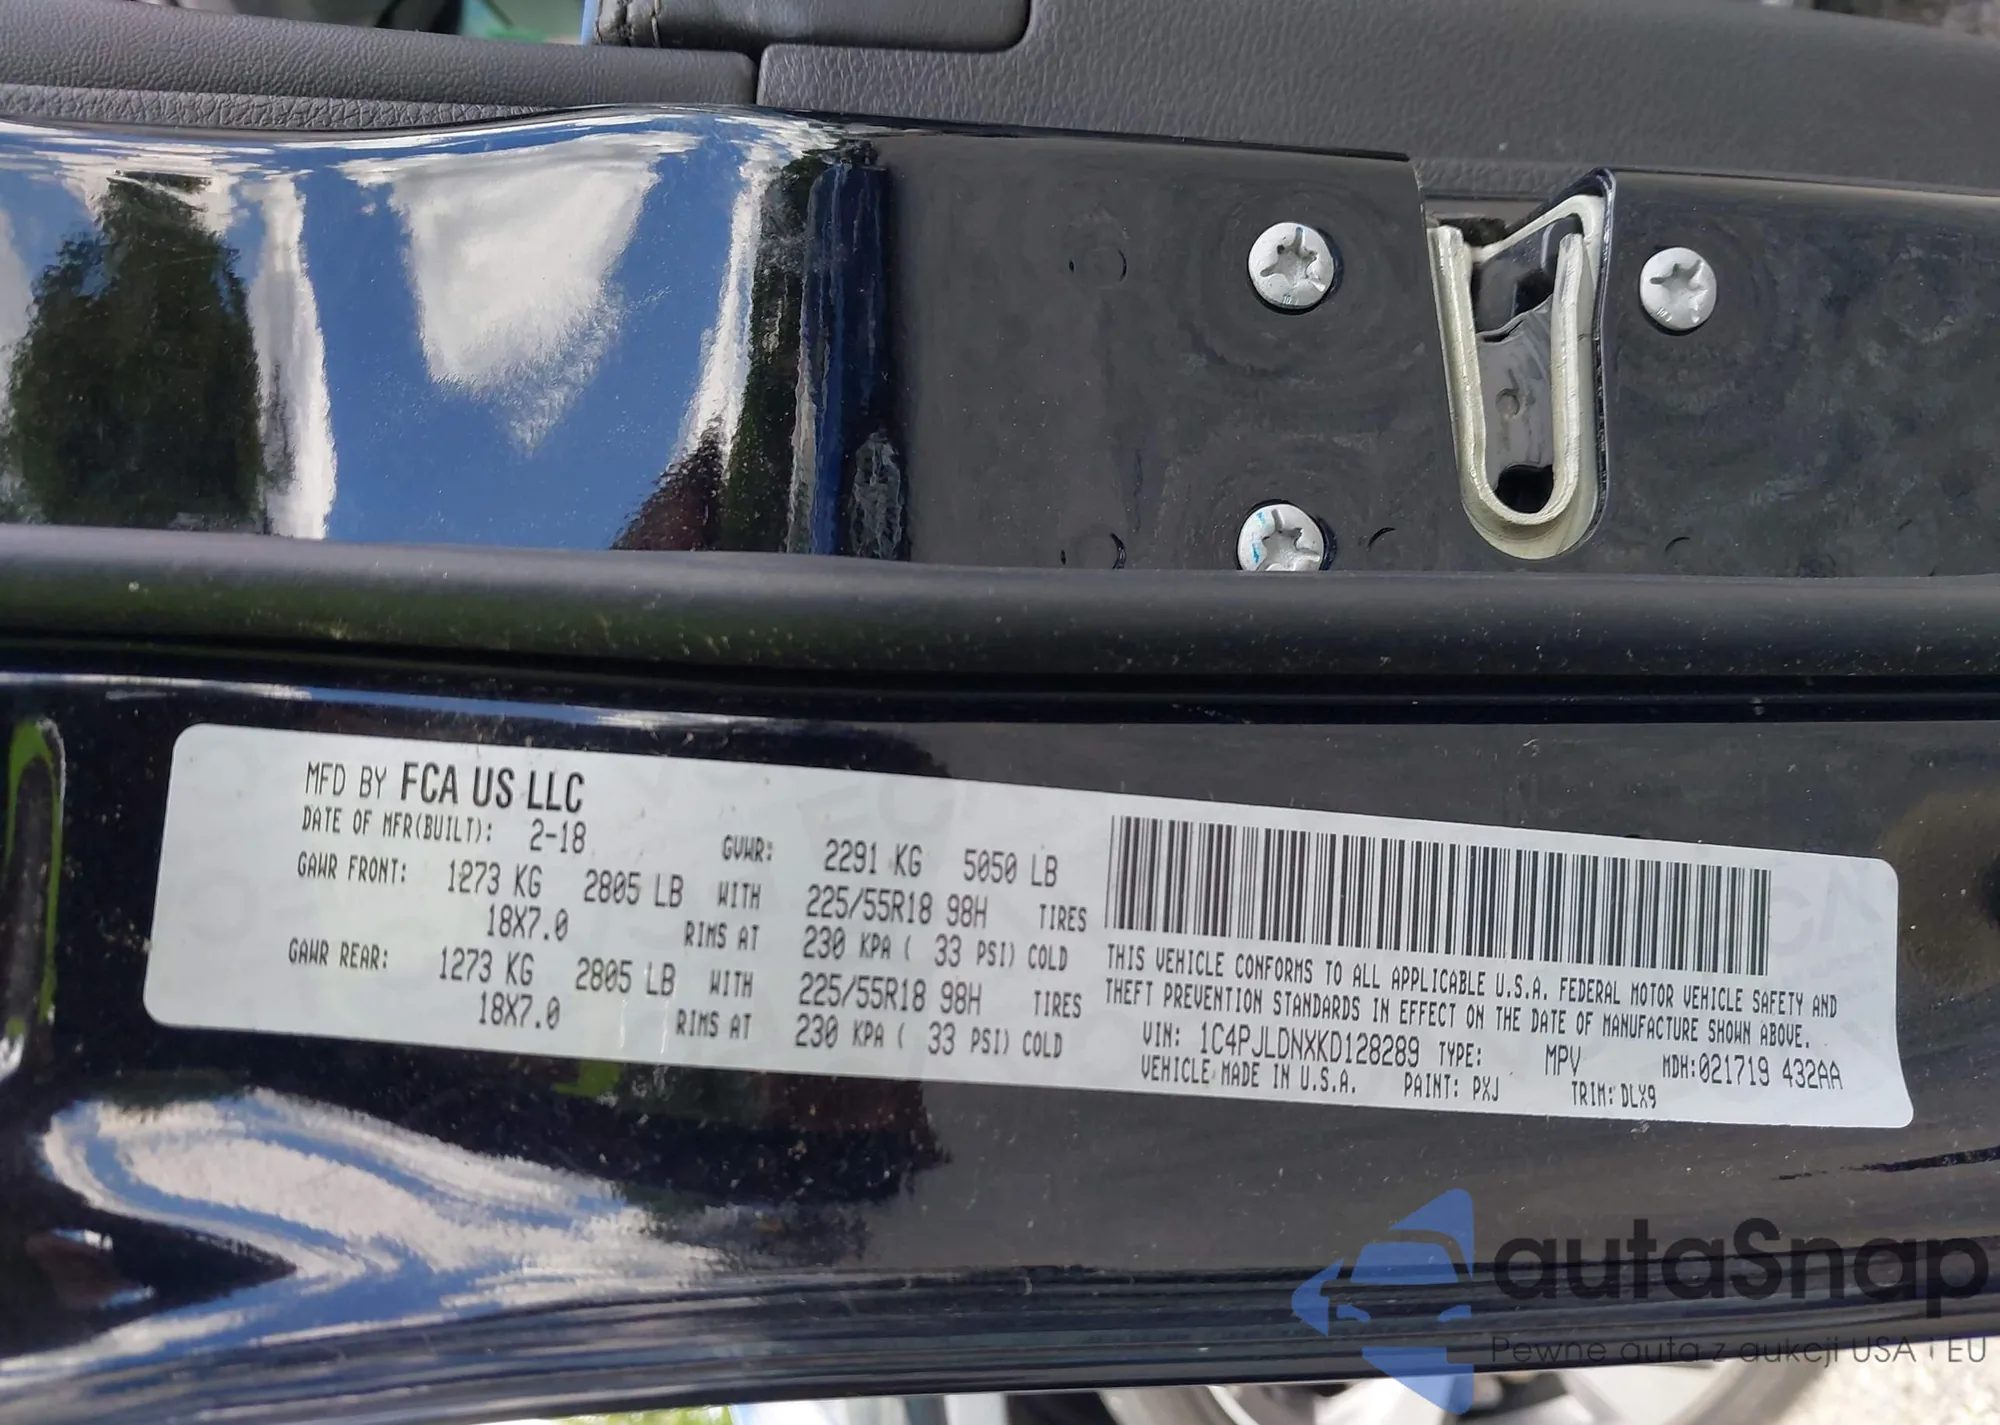 MFD BY FCA US LLC
DATE OF MFR(BUILT): 2-18 GVWR: 2291 KG 5050 LB
GAWR FRONT: 1273 KG 2805 LB WITH 225/55R18 98H TIRES
18X7.0 RIMS AT 230 KPA ( 33 PSI) COLD
GAWR REAR: 1273 KG 2805 LB WITH 225/55R18 98H TIRES
18X7.0 RIMS AT 230 KPA ( 33 PSI) COLD
THIS VEHICLE CONFORMS TO ALL APPLICABLE U.S.A. FEDERAL MOTOR VEHICLE SAFETY AND
THEFT PREVENTION STANDARDS IN EFFECT ON THE DATE OF MANUFACTURE SHOWN ABOVE.
VIN: 1C4PJLDNXKD128289 TYPE: MPV MDH:021719 432AA
VEHICLE MADE IN U.S.A. PAINT: PXJ TRIM: DLX9
autaSnap
Pewne auta z aukcji USA i EU